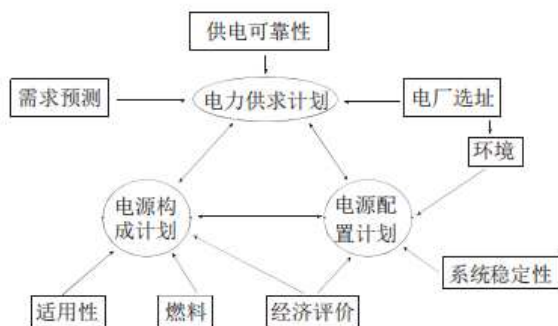 供电可靠性
需求预测
电力供求计划
电厂选址
环境
电源构
成计划
电源配
置计划
系统稳定性
适用性
燃料
经济评价